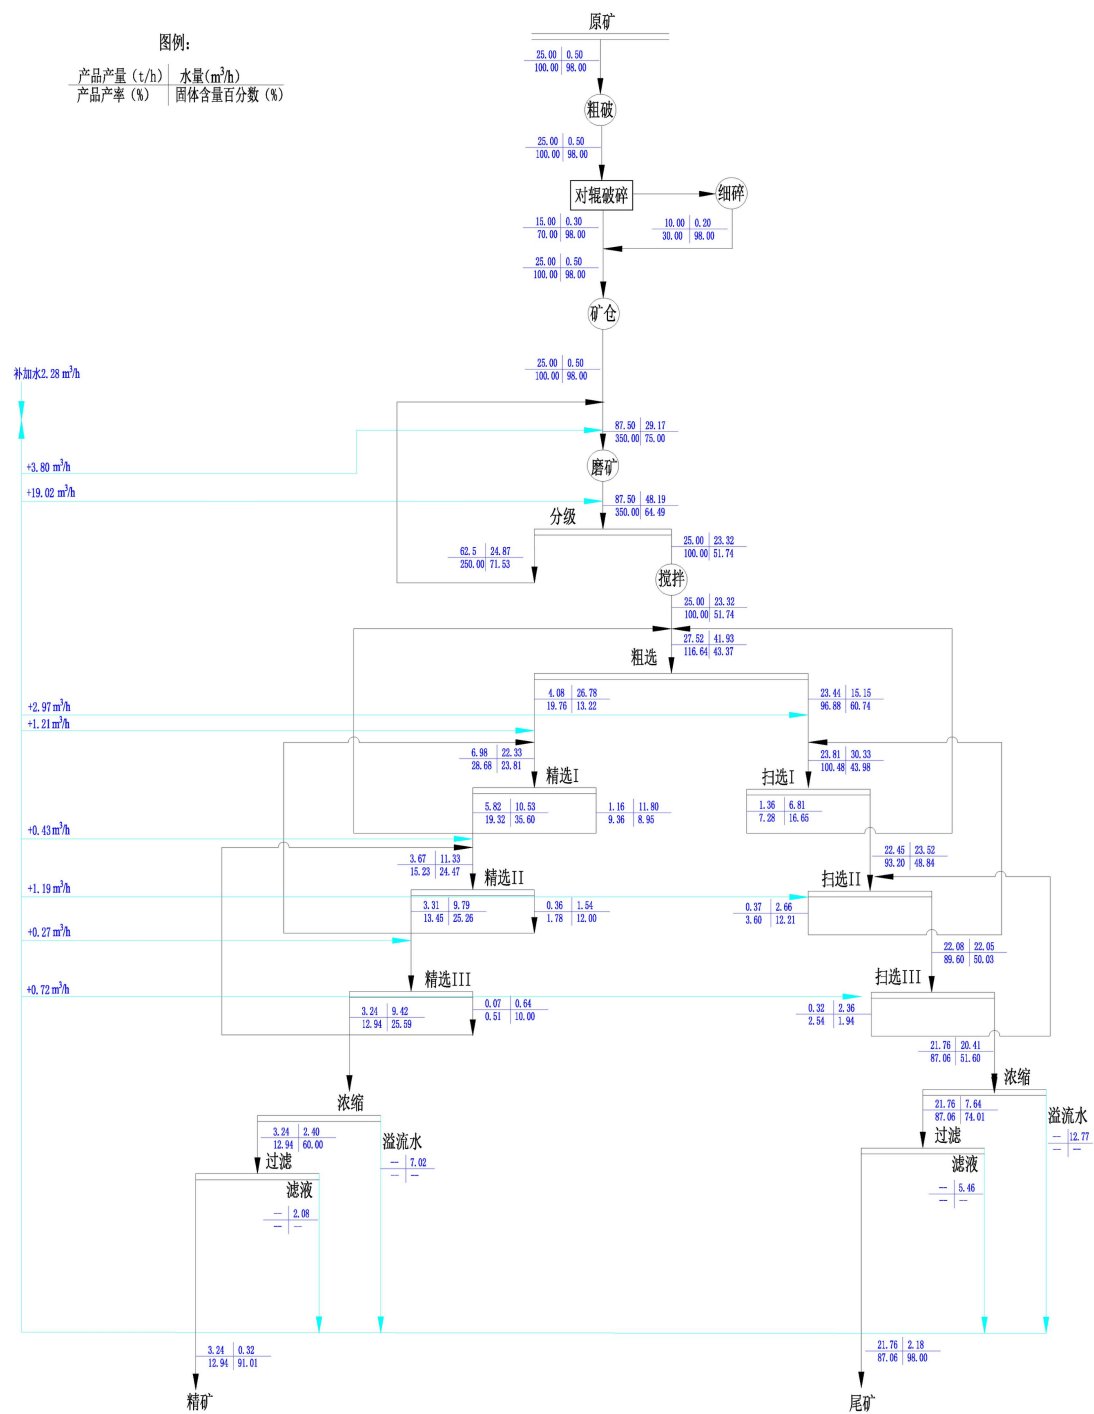 原矿
图例:
产品产量 (t/h) 水量(m³/h)
产品产率 (%) 固体含量百分数 (%)
25.00 0.50
100.00 98.00
粗破
25.00 0.50
100.00 98.00
对辊破碎
细碎
15.00 0.30
70.00 98.00
10.00 0.20
30.00 98.00
25.00 0.50
100.00 98.00
矿仓
25.00 0.50
100.00 98.00
补加水2.28 m³/h
87.50 29.17
350.00 75.00
+3.80 m³/h
磨矿
+19.02 m³/h
87.50 48.19
350.00 64.49
分级
62.5 24.87
250.00 71.53
25.00 23.32
100.00 51.74
搅拌
25.00 23.32
100.00 51.74
27.52 41.93
116.64 43.37
粗选
4.08 26.78
19.76 13.22
23.44 15.15
96.88 60.74
+2.97 m³/h
+1.21 m³/h
6.98 22.33
28.68 23.81
23.81 30.33
100.48 43.98
精选I
扫选I
5.82 10.53
19.32 35.60
1.16 11.80
9.36 8.95
1.36 6.81
7.28 16.65
+0.43 m³/h
3.67 11.33
15.23 24.47
22.45 23.52
93.20 48.84
精选II
扫选II
+1.19 m³/h
3.31 9.79
13.45 25.26
0.36 1.54
1.78 12.00
0.37 2.66
3.60 12.21
+0.27 m³/h
22.08 22.05
89.60 50.03
精选III
扫选III
+0.72 m³/h
3.24 9.42
12.94 25.59
0.07 0.64
0.51 10.00
0.32 2.36
2.54 1.94
21.76 20.41
87.06 51.60
浓缩
浓缩
21.76 7.64
87.06 74.01
溢流水
-- 12.77
-- --
3.24 2.40
12.94 60.00
溢流水
-- 7.02
-- --
过滤
过滤
滤液
滤液
-- 2.08
-- --
-- 5.46
-- --
3.24 0.32
12.94 91.01
21.76 2.18
87.06 98.00
精矿
尾矿